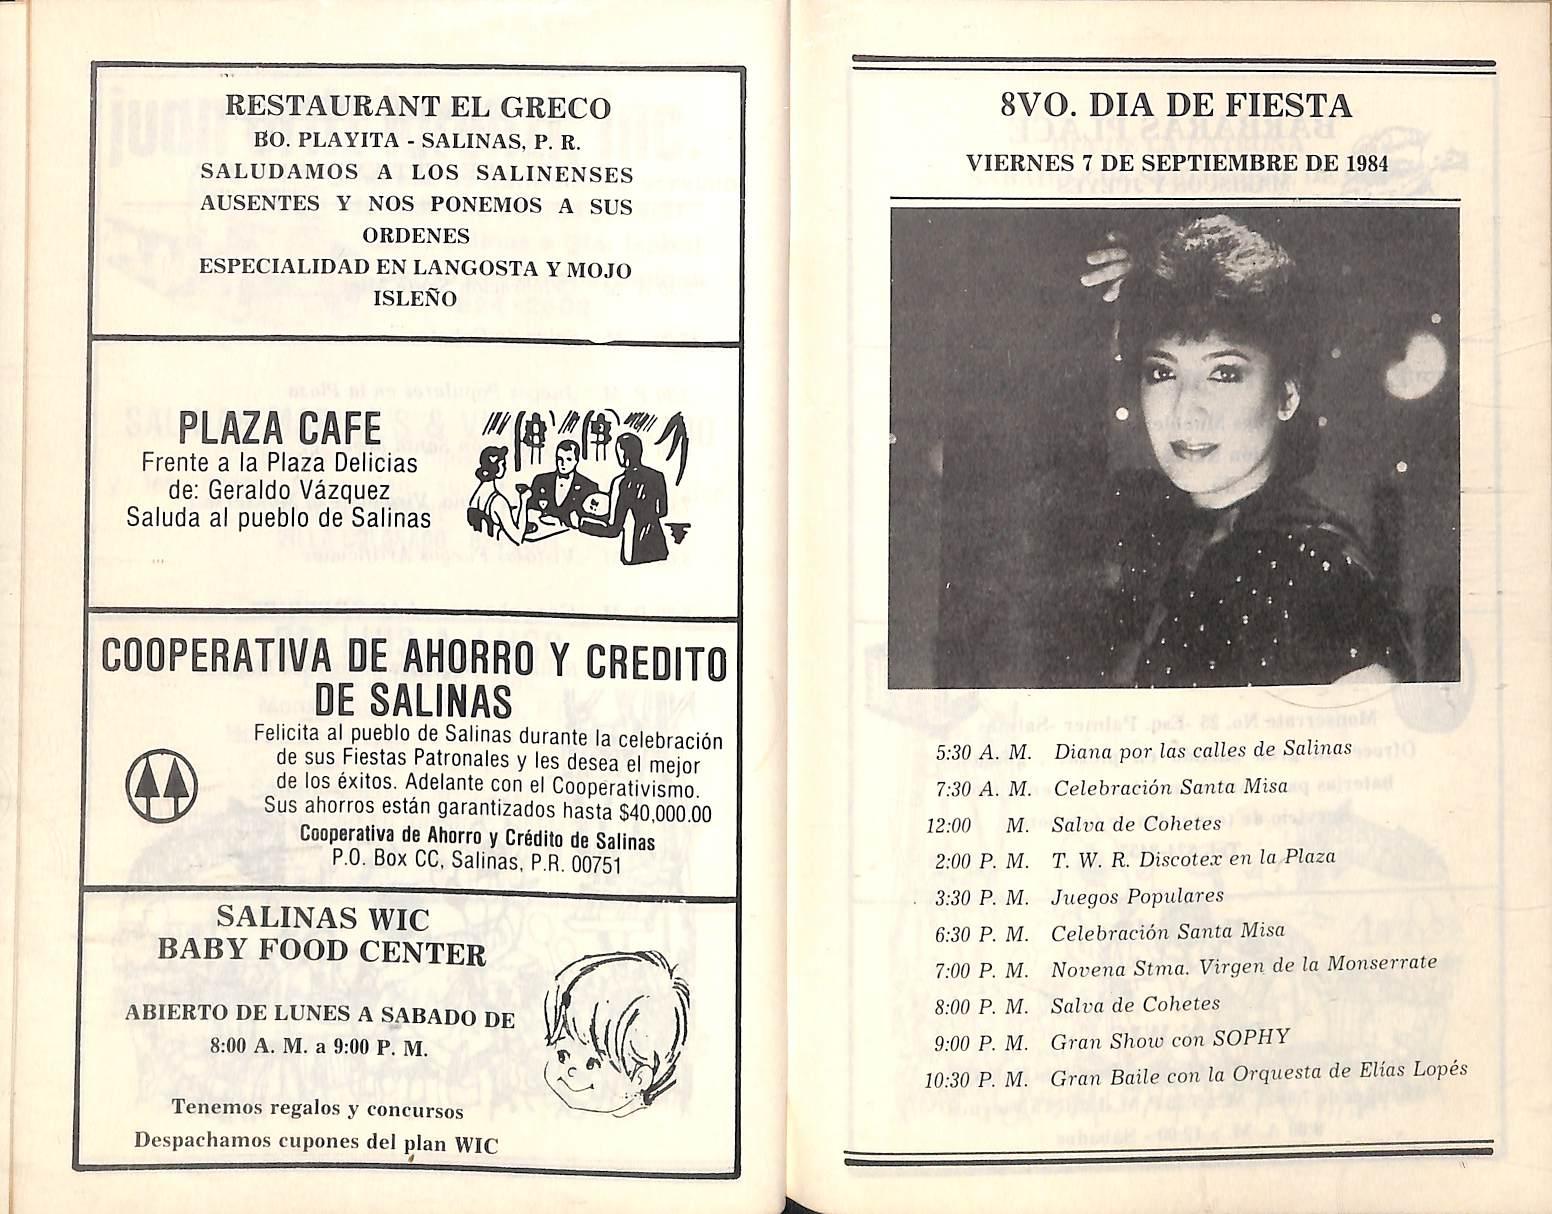 RESTAURANT EL GRECO
BO. PLAYITA - SALINAS, P. R.
SALUDAMOS A LOS SALINENSES
AUSENTES Y NOS PONEMOS A SUS
ORDENES
ESPECIALIDAD EN LANGOSTA Y MOJO
ISLEÑO
PLAZA CAFE
Frente a la Plaza Delicias
de: Geraldo Vázquez
Saluda al pueblo de Salinas
COOPERATIVA DE AHORRO Y CREDITO
DE SALINAS
Felicita al pueblo de Salinas durante la celebración
de sus Fiestas Patronales y les desea el mejor
de los éxitos. Adelante con el Cooperativismo.
Sus ahorros están garantizados hasta $40,000.00
Cooperativa de Ahorro y Crédito de Salinas
P.O. Box CC, Salinas, P.R. 00751
SALINAS WIC
BABY FOOD CENTER
ABIERTO DE LUNES A SABADO DE
8:00 A. M. a 9:00 P. M.
Tenemos regalos y concursos
Despachamos cupones del plan WIC
8VO. DIA DE FIESTA
VIERNES 7 DE SEPTIEMBRE DE 1984
5:30 A. M. Diana por las calles de Salinas
7:30 A. M. Celebración Santa Misa
12:00 M. Salva de Cohetes
2:00 P. M. T. W. R. Discotex en la Plaza
3:30 P. M. Juegos Populares
6:30 P. M. Celebración Santa Misa
7:00 P. M. Novena Stma. Virgen de la Monserrate
8:00 P. M. Salva de Cohetes
9:00 P. M. Gran Show con SOPHY
10:30 P. M. Gran Baile con la Orquesta de Elías Lopés